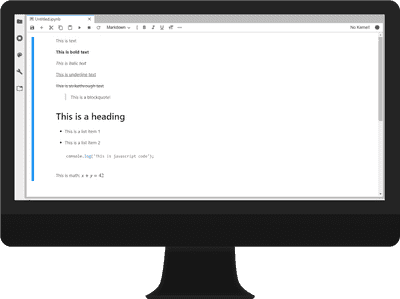 Untitled.ipynb
Markdown
No Kernel
This is text
This is bold text
This is italic text
This is underline text
This is strikethrough text
This is a blockquote!
This is a heading
This is a list item 1
This is a list item 2
console.log("This is javascript code");
This is math: